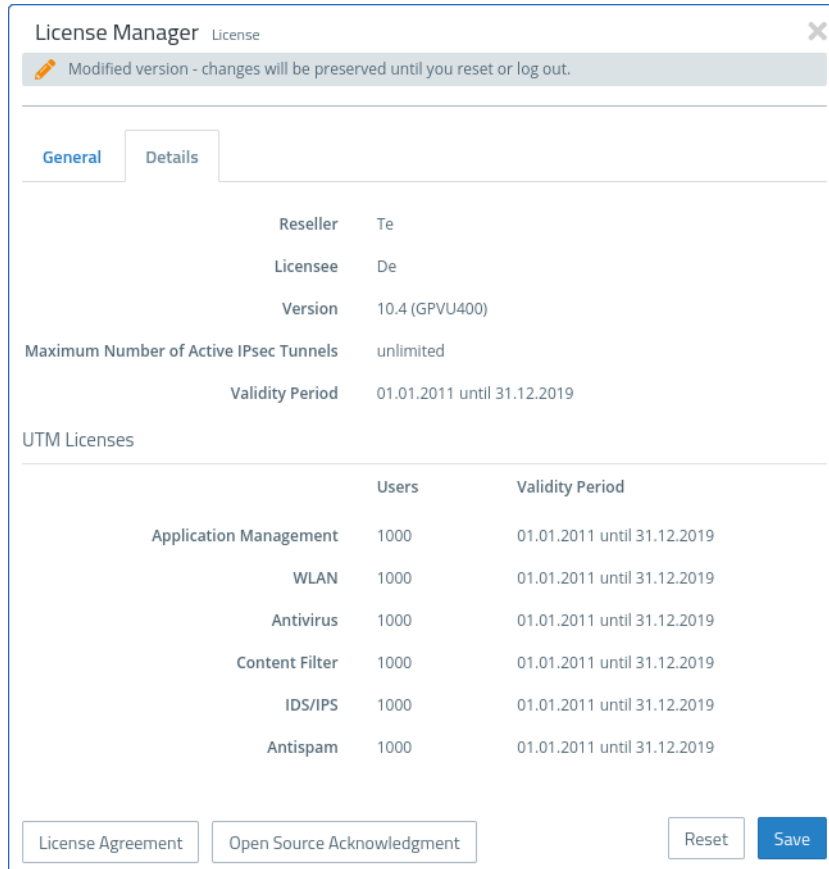 License Manager License
Modified version - changes will be preserved until you reset or log out.
General Details
Reseller Te
Licensee De
Version 10.4 (GPVU400)
Maximum Number of Active IPsec Tunnels unlimited
Validity Period 01.01.2011 until 31.12.2019
UTM Licenses
Users Validity Period
Application Management 1000 01.01.2011 until 31.12.2019
WLAN 1000 01.01.2011 until 31.12.2019
Antivirus 1000 01.01.2011 until 31.12.2019
Content Filter 1000 01.01.2011 until 31.12.2019
IDS/IPS 1000 01.01.2011 until 31.12.2019
Antispam 1000 01.01.2011 until 31.12.2019
License Agreement Open Source Acknowledgment Reset Save